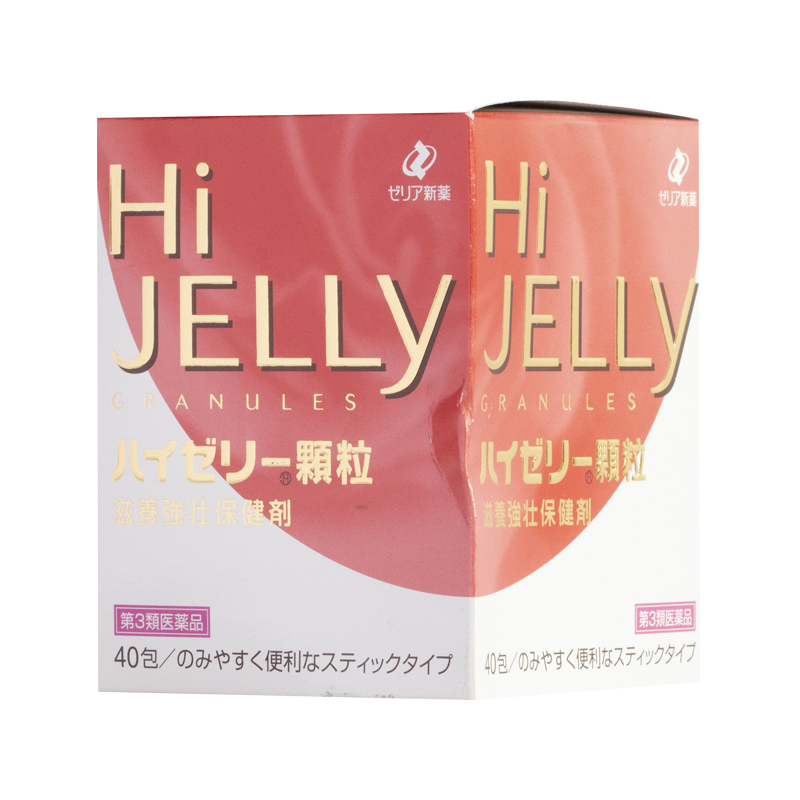 Hi
ゼリア新薬
JELLY
GRANULES
ハイゼリー®顆粒
滋養強壮保健剤
第3類医薬品
40包/のみやすく便利なスティックタイプ
Hi
ゼリア新薬
JELLY
GRANULES
ハイゼリー®顆粒
滋養強壮保健剤
第3類医薬品
40包/のみやすく便利なスティックタイプ